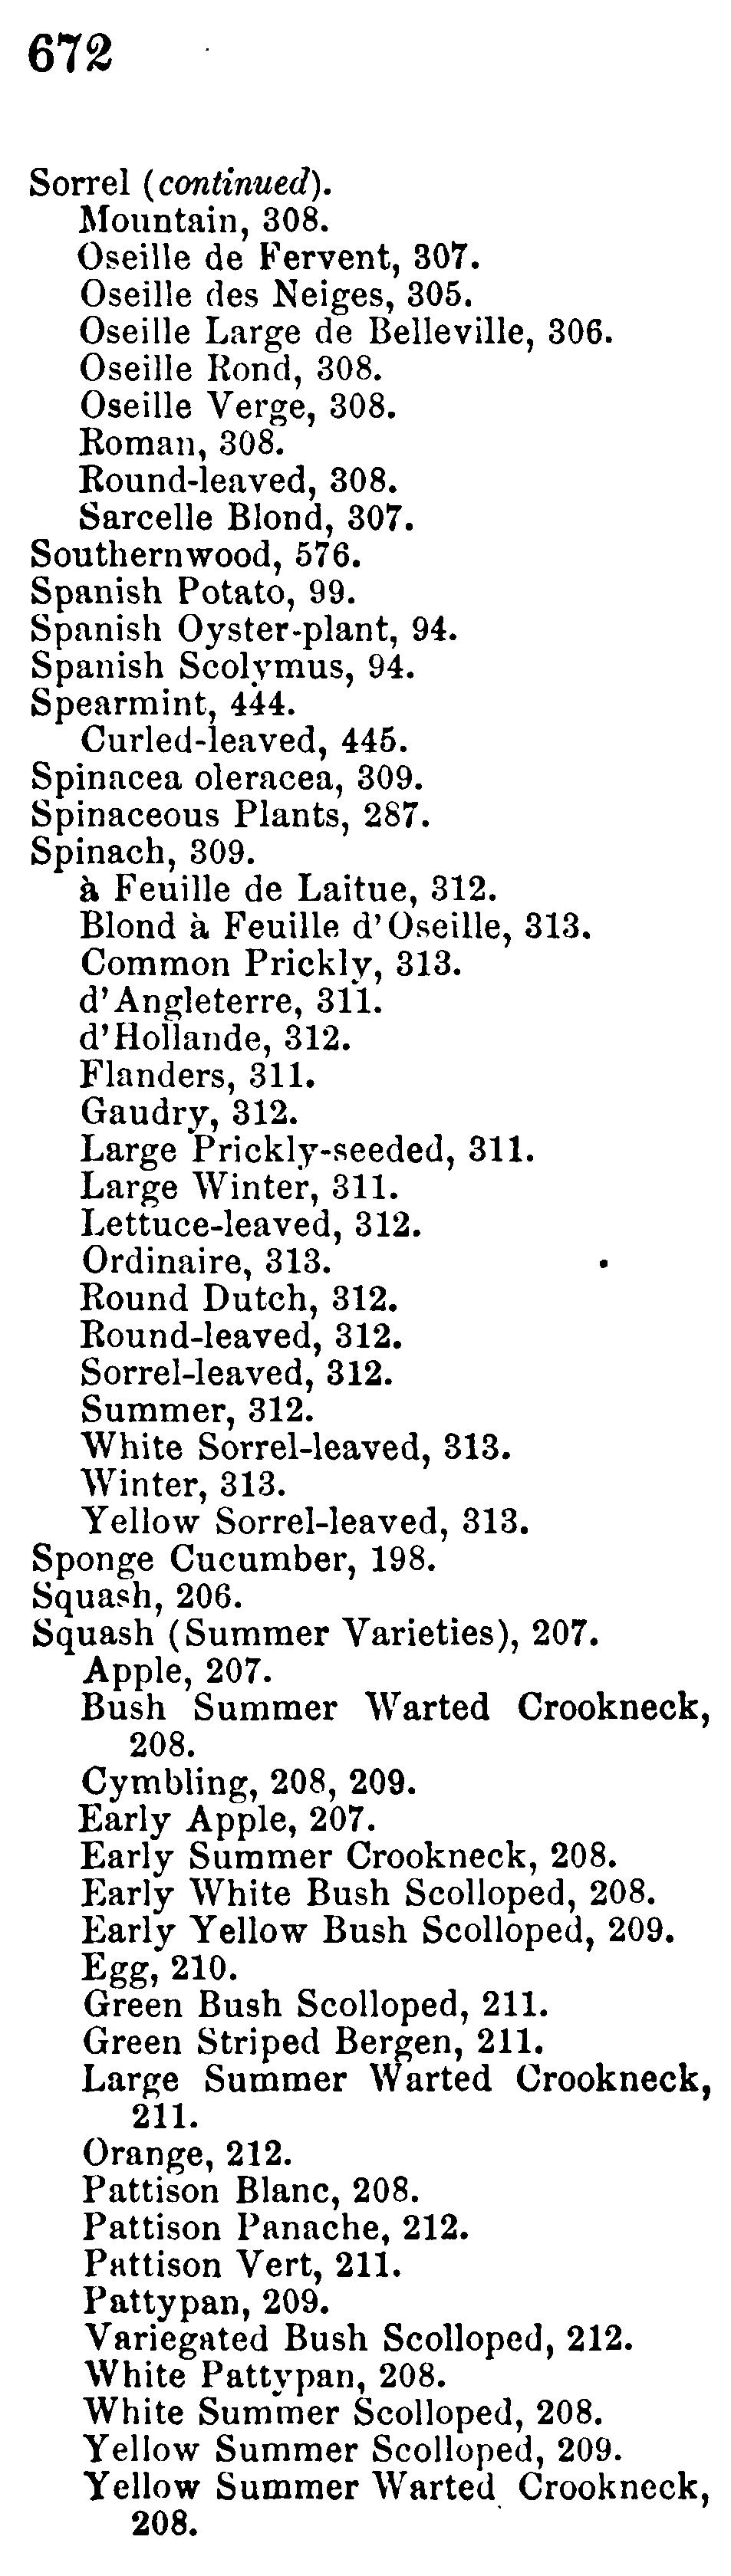 672
Sorrel (continued).
Mountain, 308.
Oseille de Fervent, 307.
Oseille des Neiges, 305.
Oseille Large de Belleville, 306.
Oseille Rond, 308.
Oseille Verge, 308.
Roman, 308.
Round-leaved, 308.
Sarcelle Blond, 307.
Southernwood, 576.
Spanish Potato, 99.
Spanish Oyster-plant, 94.
Spanish Scolymus, 94.
Spearmint, 444.
Curled-leaved, 445.
Spinacea oleracea, 309.
Spinaceous Plants, 287.
Spinach, 309.
à Feuille de Laitue, 312.
Blond à Feuille d'Oseille, 313.
Common Prickly, 313.
d'Angleterre, 311.
d'Hollande, 312.
Flanders, 311.
Gaudry, 312.
Large Prickly-seeded, 311.
Large Winter, 311.
Lettuce-leaved, 312.
Ordinaire, 313.
Round Dutch, 312.
Round-leaved, 312.
Sorrel-leaved, 312.
Summer, 312.
White Sorrel-leaved, 313.
Winter, 313.
Yellow Sorrel-leaved, 313.
Sponge Cucumber, 198.
Squash, 206.
Squash (Summer Varieties), 207.
Apple, 207.
Bush Summer Warted Crookneck,
208.
Cymbling, 208, 209.
Early Apple, 207.
Early Summer Crookneck, 208.
Early White Bush Scolloped, 208.
Early Yellow Bush Scolloped, 209.
Egg, 210.
Green Bush Scolloped, 211.
Green Striped Bergen, 211.
Large Summer Warted Crookneck,
211.
Orange, 212.
Pattison Blanc, 208.
Pattison Panache, 212.
Pattison Vert, 211.
Pattypan, 209.
Variegated Bush Scolloped, 212.
White Pattypan, 208.
White Summer Scolloped, 208.
Yellow Summer Scolloped, 209.
Yellow Summer Warted Crookneck,
208.